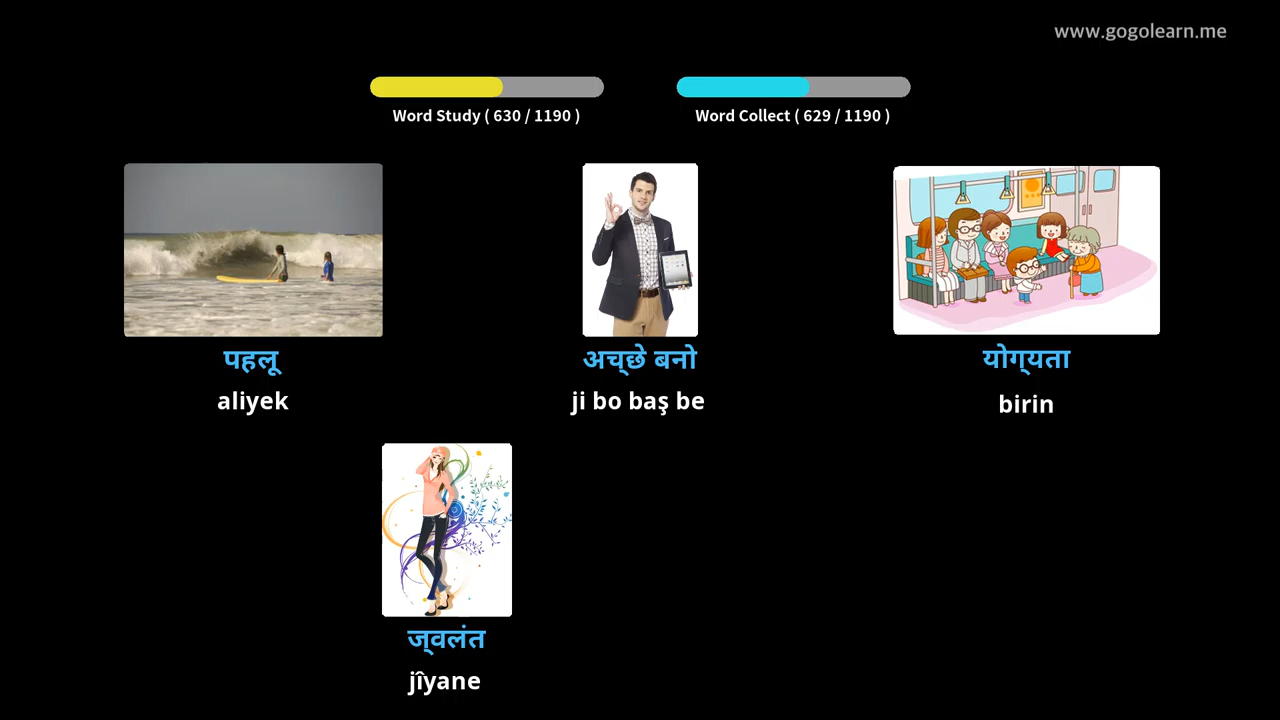 www.gogolearn.me
Word Study ( 630 / 1190 )
Word Collect ( 629 / 1190 )
पहलू
aliyek
अच्छे बनो
ji bo baş be
योग्यता
birin
ज्वलंत
jîyane